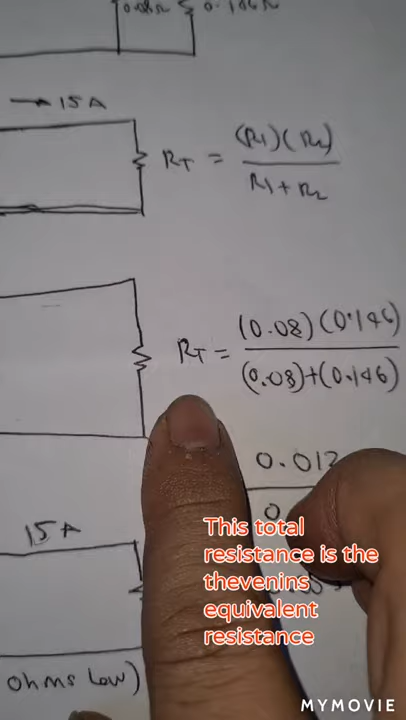 → 15A
RT = (R1)(R2)
R1 + R2
(0.08)(0.146)
RT =
(0.08)+(0.146)
0.012
0
15A
This total
resistance is the
thevenins
equivalent
resistance
ohms law)
MYMOVIE